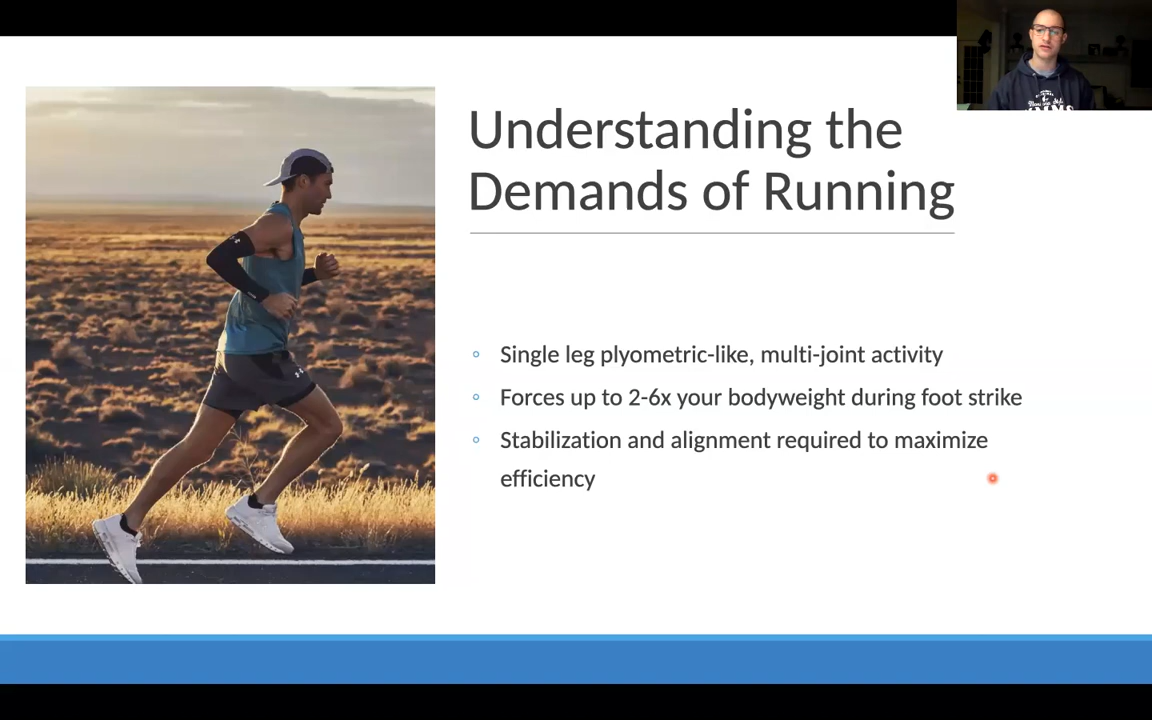 Understanding the
Demands of Running
Single leg plyometric-like, multi-joint activity
Forces up to 2-6x your bodyweight during foot strike
Stabilization and alignment required to maximize
efficiency